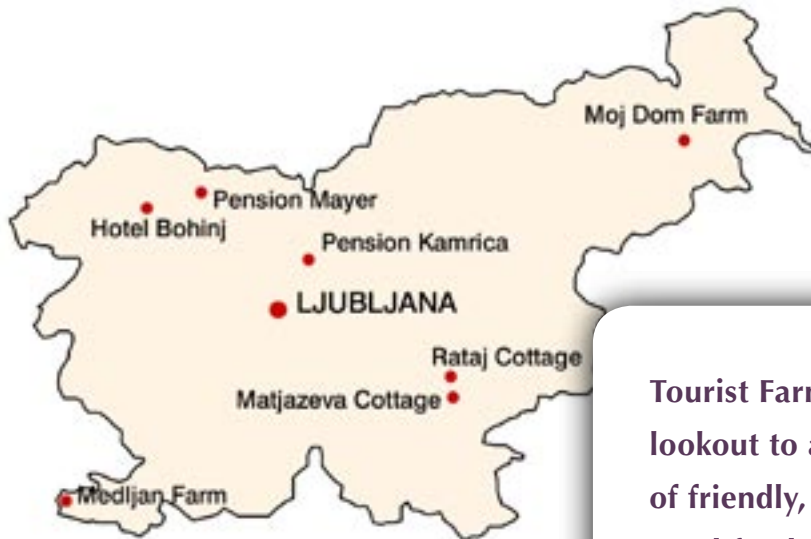 Moj Dom Farm
Pension Mayer
Hotel Bohinj
Pension Kamrica
LJUBLJANA
Rataj Cottage
Matjazeva Cottage
Medljan Farm
Tourist Farm
lookout to a
of friendly,